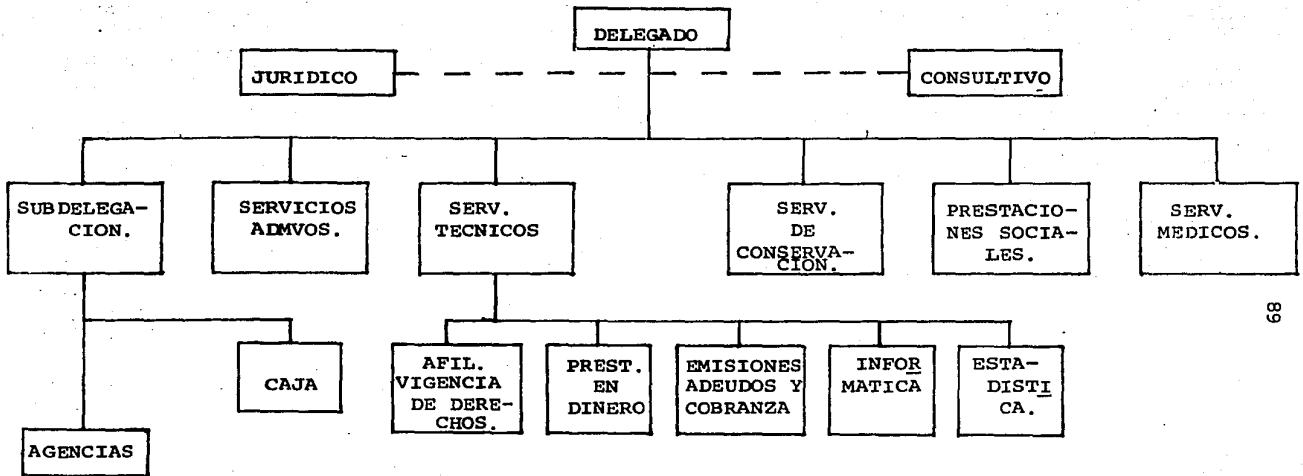 DELEGADO
JURIDICO
CONSULTIVO
SUBDELEGA-
CION.
SERVICIOS
ADMVOS.
SERV.
TECNICOS
SERV.
DE
CONSERVA-
CION.
PRESTACIO-
NES SOCIA-
LES.
SERV.
MEDICOS.
89
CAJA
AFIL.
VIGENCIA
DE DERE-
CHOS.
PREST.
EN
DINERO
EMISIONES
ADEUDOS Y
COBRANZA
INFOR
MATICA
ESTA-
DISTI
CA.
AGENCIAS